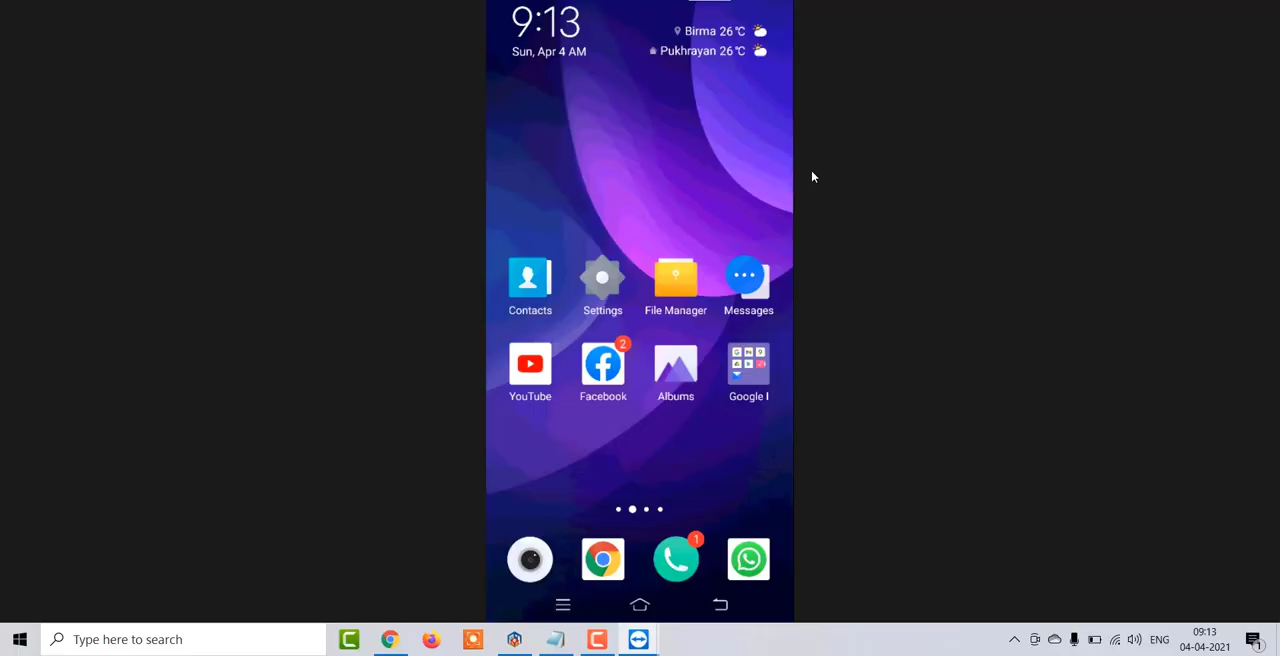 9:13
Sun, Apr 4 AM
Birma 26°C
Pukhrayan 26°C
Contacts
Settings
File Manager
Messages
YouTube
2
Facebook
Albums
Google l
1
Type here to search
ENG
09:13
04-04-2021
1